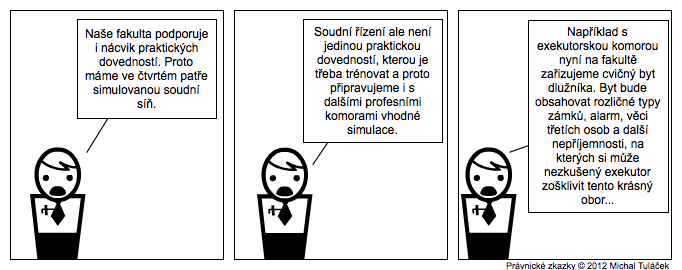 Naše fakulta podporuje
i nácvik praktických
dovedností. Proto
máme ve čtvrtém patře
simulovanou soudní
síň.
Soudní řízení ale není
jedinou praktickou
dovedností, kterou je
třeba trénovat a proto
připravujeme i s
dalšími profesními
komorami vhodné
simulace.
Například s
exekutorskou komorou
nyní na fakultě
zařizujeme cvičný byt
dlužníka. Byt bude
obsahovat rozličné typy
zámků, alarm, věci
třetích osob a další
nepříjemnosti, na
kterých si může
nezkušený exekutor
zošklivit tento krásný
obor...
Právnické zkazky © 2012 Michal Tuláček